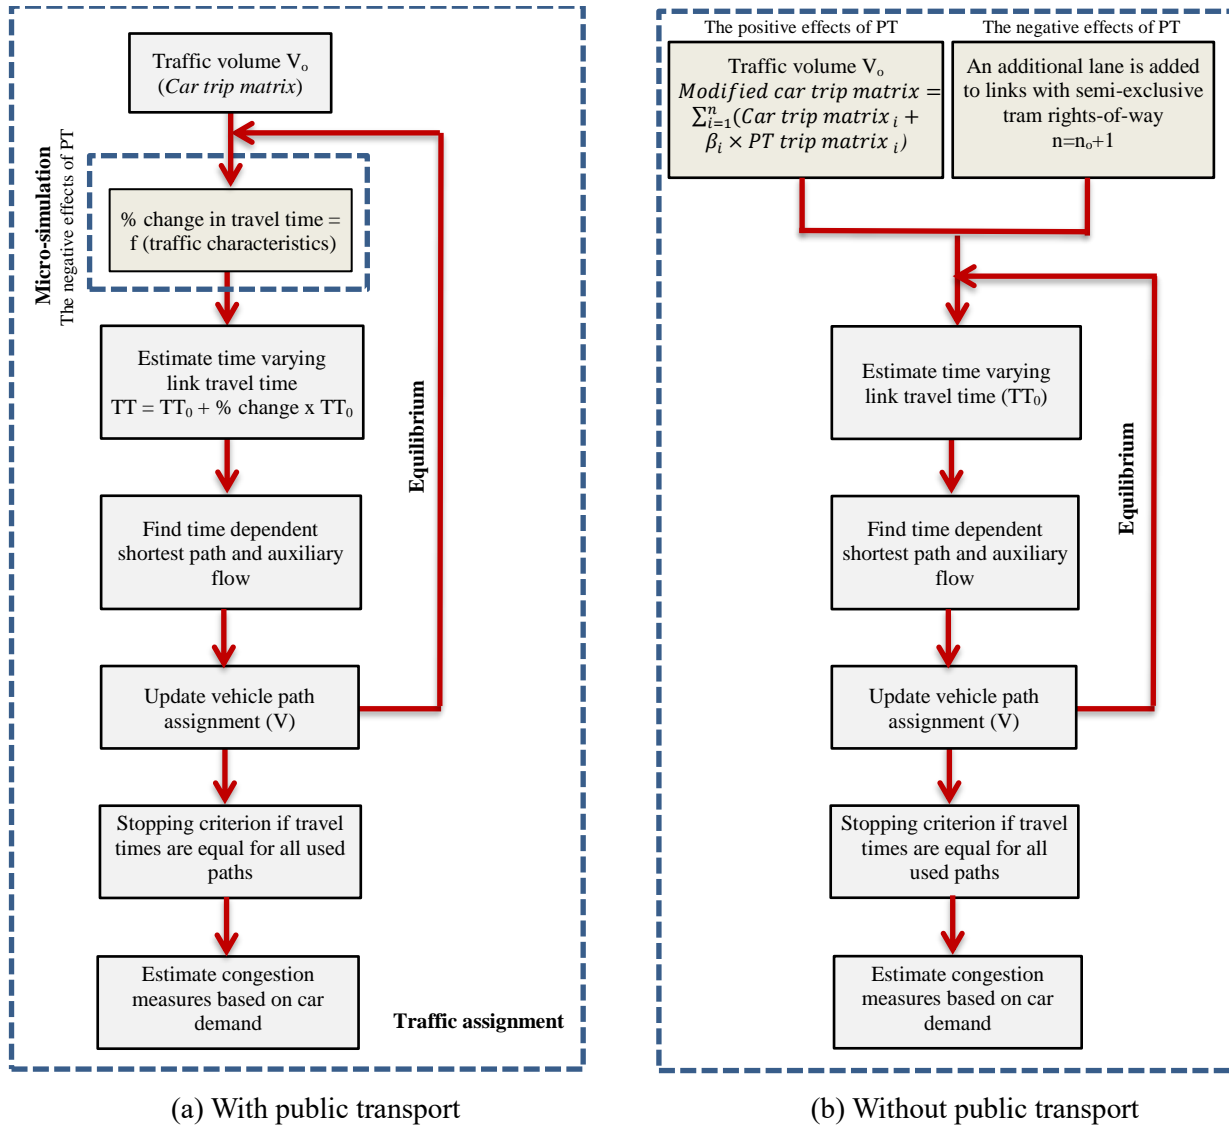 Traffic volume Vₒ
(Car trip matrix)
Micro-simulation
The negative effects of PT
% change in travel time =
f (traffic characteristics)
Estimate time varying
link travel time
TT = TT₀ + % change x TT₀
Equilibrium
Find time dependent
shortest path and auxiliary
flow
Update vehicle path
assignment (V)
Stopping criterion if travel
times are equal for all used
paths
Estimate congestion
measures based on car
demand
Traffic assignment
(a) With public transport
The positive effects of PT
Traffic volume Vₒ
Modified car trip matrix =
∑ⁿᵢ₌₁(Car trip matrix ᵢ +
βᵢ × PT trip matrix ᵢ)
The negative effects of PT
An additional lane is added
to links with semi-exclusive
tram rights-of-way
n=nₒ+1
Estimate time varying
link travel time (TT₀)
Equilibrium
Find time dependent
shortest path and auxiliary
flow
Update vehicle path
assignment (V)
Stopping criterion if travel
times are equal for all
used paths
Estimate congestion
measures based on car
demand
(b) Without public transport